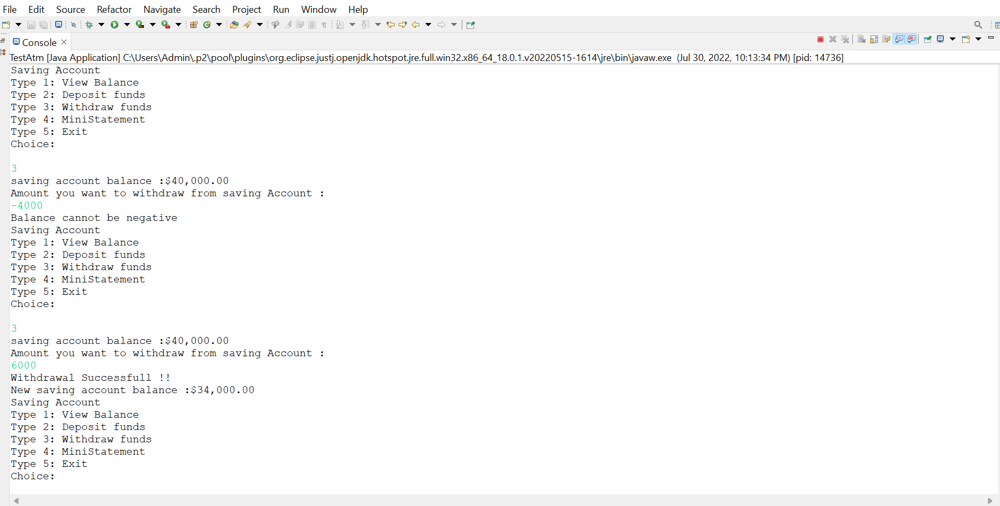 File Edit Source Refactor Navigate Search Project Run Window Help
Console
TestAtm [Java Application] C:\Users\Admin\.p2\pool\plugins\org.eclipse.justj.openjdk.hotspot.jre.full.win32.x86_64_18.0.1.v20220515-1614\jre\bin\javaw.exe (Jul 30, 2022, 10:13:34 PM) [pid: 14736]
Saving Account
Type 1: View Balance
Type 2: Deposit funds
Type 3: Withdraw funds
Type 4: MiniStatement
Type 5: Exit
Choice:
3
saving account balance :$40,000.00
Amount you want to withdraw from saving Account :
-4000
Balance cannot be negative
Saving Account
Type 1: View Balance
Type 2: Deposit funds
Type 3: Withdraw funds
Type 4: MiniStatement
Type 5: Exit
Choice:
3
saving account balance :$40,000.00
Amount you want to withdraw from saving Account :
6000
Withdrawal Successfull !!
New saving account balance :$34,000.00
Saving Account
Type 1: View Balance
Type 2: Deposit funds
Type 3: Withdraw funds
Type 4: MiniStatement
Type 5: Exit
Choice: